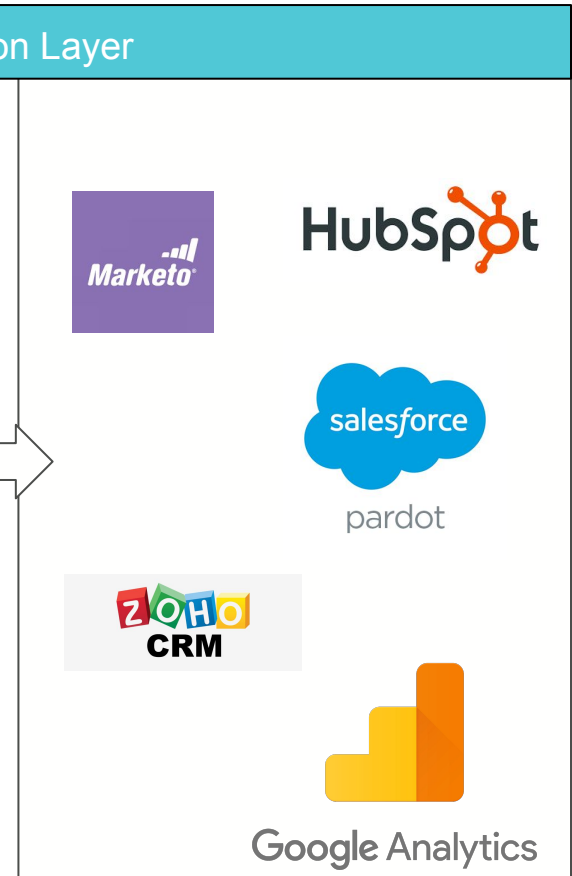 on Layer
HubSpot
Marketo
salesforce
pardot
ZOHO
CRM
Google Analytics